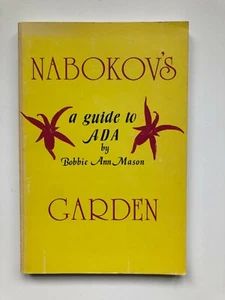 NABOKOV'S
a guide to
ADA
by
Bobbie Ann Mason
GARDEN